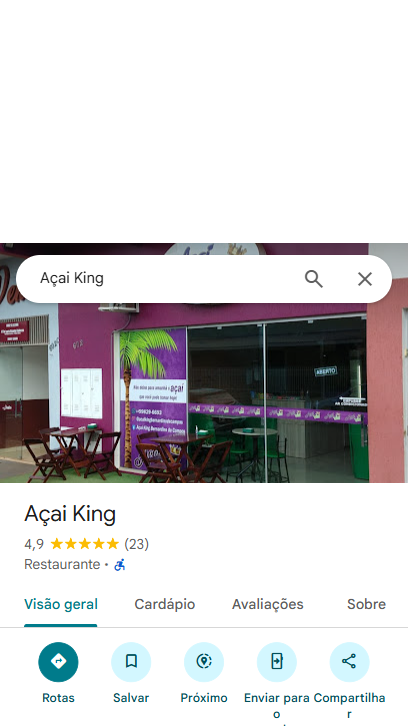 Açai King
ABERTO
açaí
Açai King
4,9 (23)
Restaurante •
Visão geral Cardápio Avaliações Sobre
Rotas Salvar Próximo Enviar para o Compartilhar